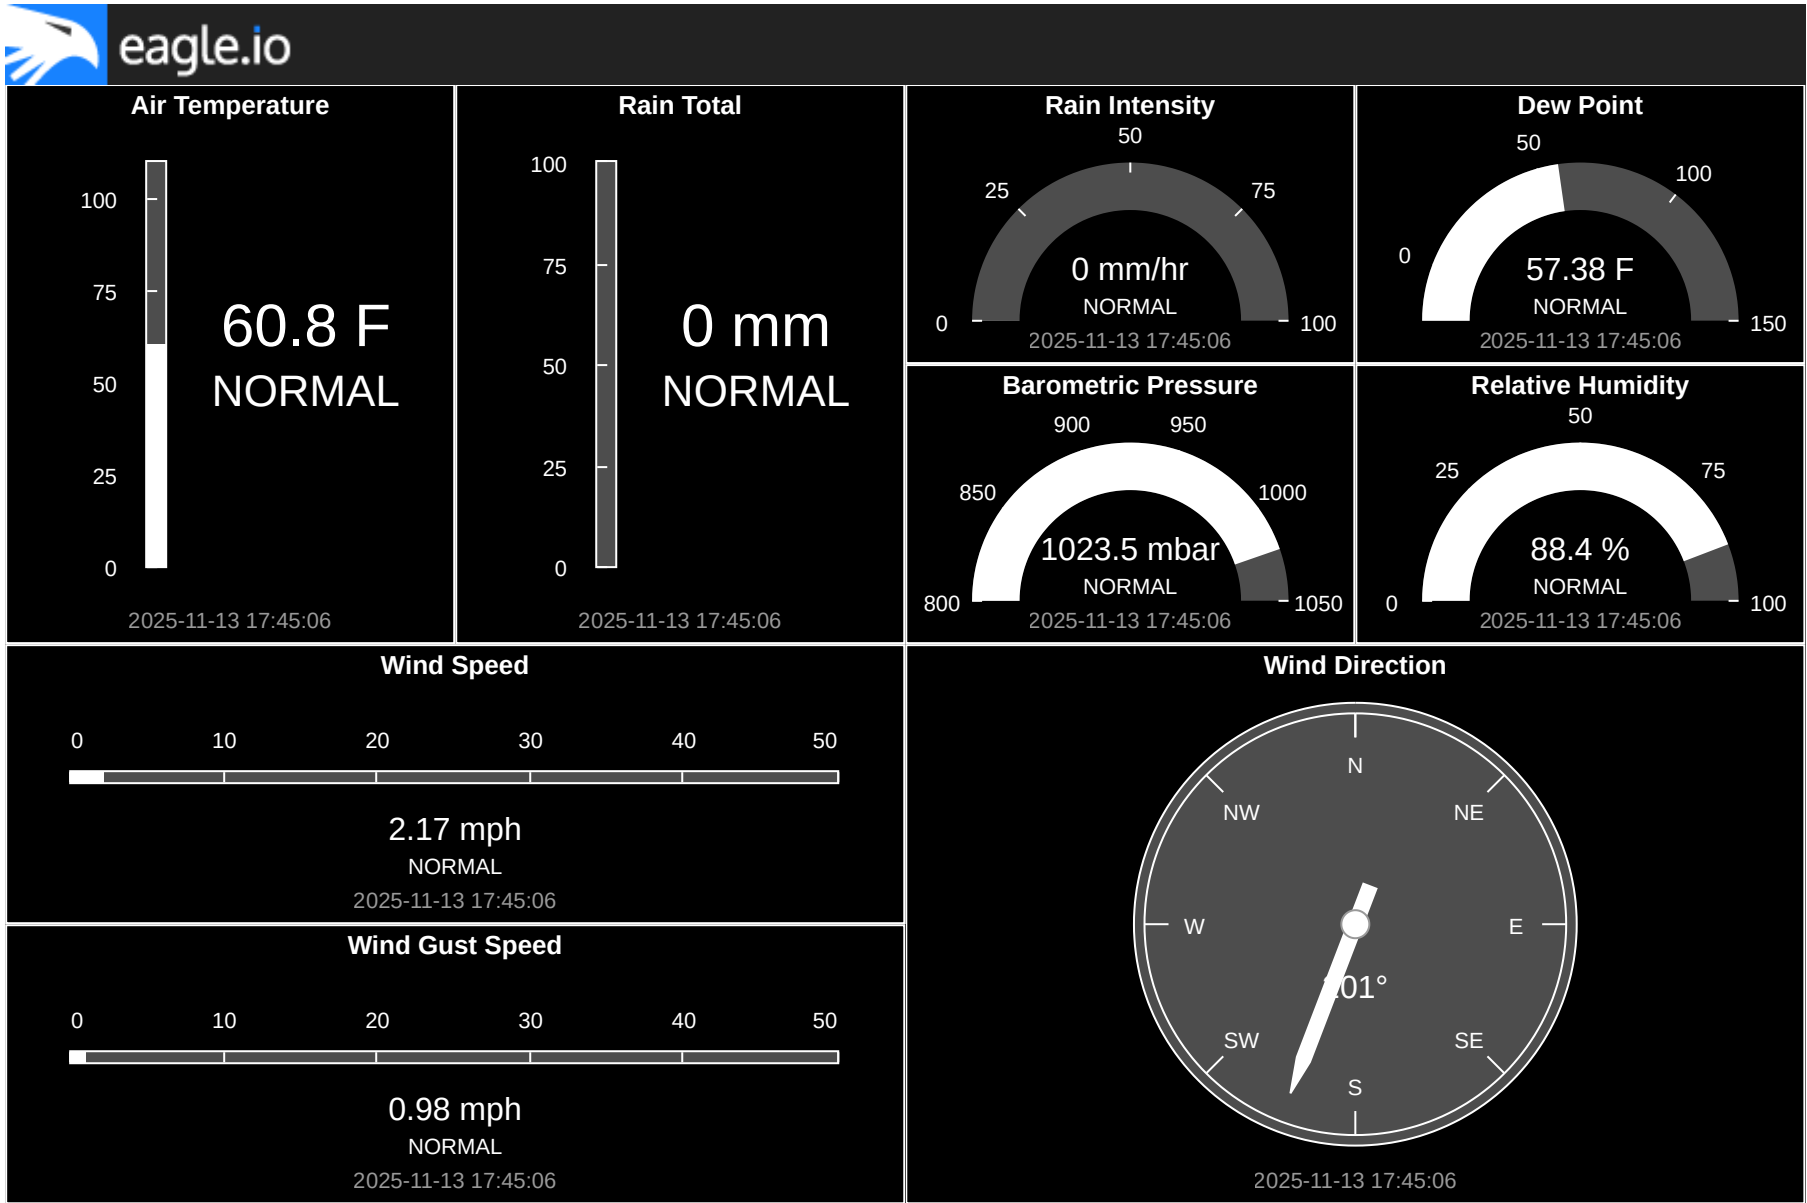 eagle.io
Air Temperature
100
75
50
25
0
60.8 F
NORMAL
2025-11-13 17:45:06
Rain Total
100
75
50
25
0
0 mm
NORMAL
2025-11-13 17:45:06
Rain Intensity
0
25
50
75
100
0 mm/hr
NORMAL
2025-11-13 17:45:06
Dew Point
0
50
100
150
57.38 F
NORMAL
2025-11-13 17:45:06
Barometric Pressure
800
850
900
950
1000
1050
1023.5 mbar
NORMAL
2025-11-13 17:45:06
Relative Humidity
0
25
50
75
100
88.4 %
NORMAL
2025-11-13 17:45:06
Wind Speed
0 10 20 30 40 50
2.17 mph
NORMAL
2025-11-13 17:45:06
Wind Gust Speed
0 10 20 30 40 50
0.98 mph
NORMAL
2025-11-13 17:45:06
Wind Direction
N
NW NE
W E
SW SE
S
2025-11-13 17:45:06